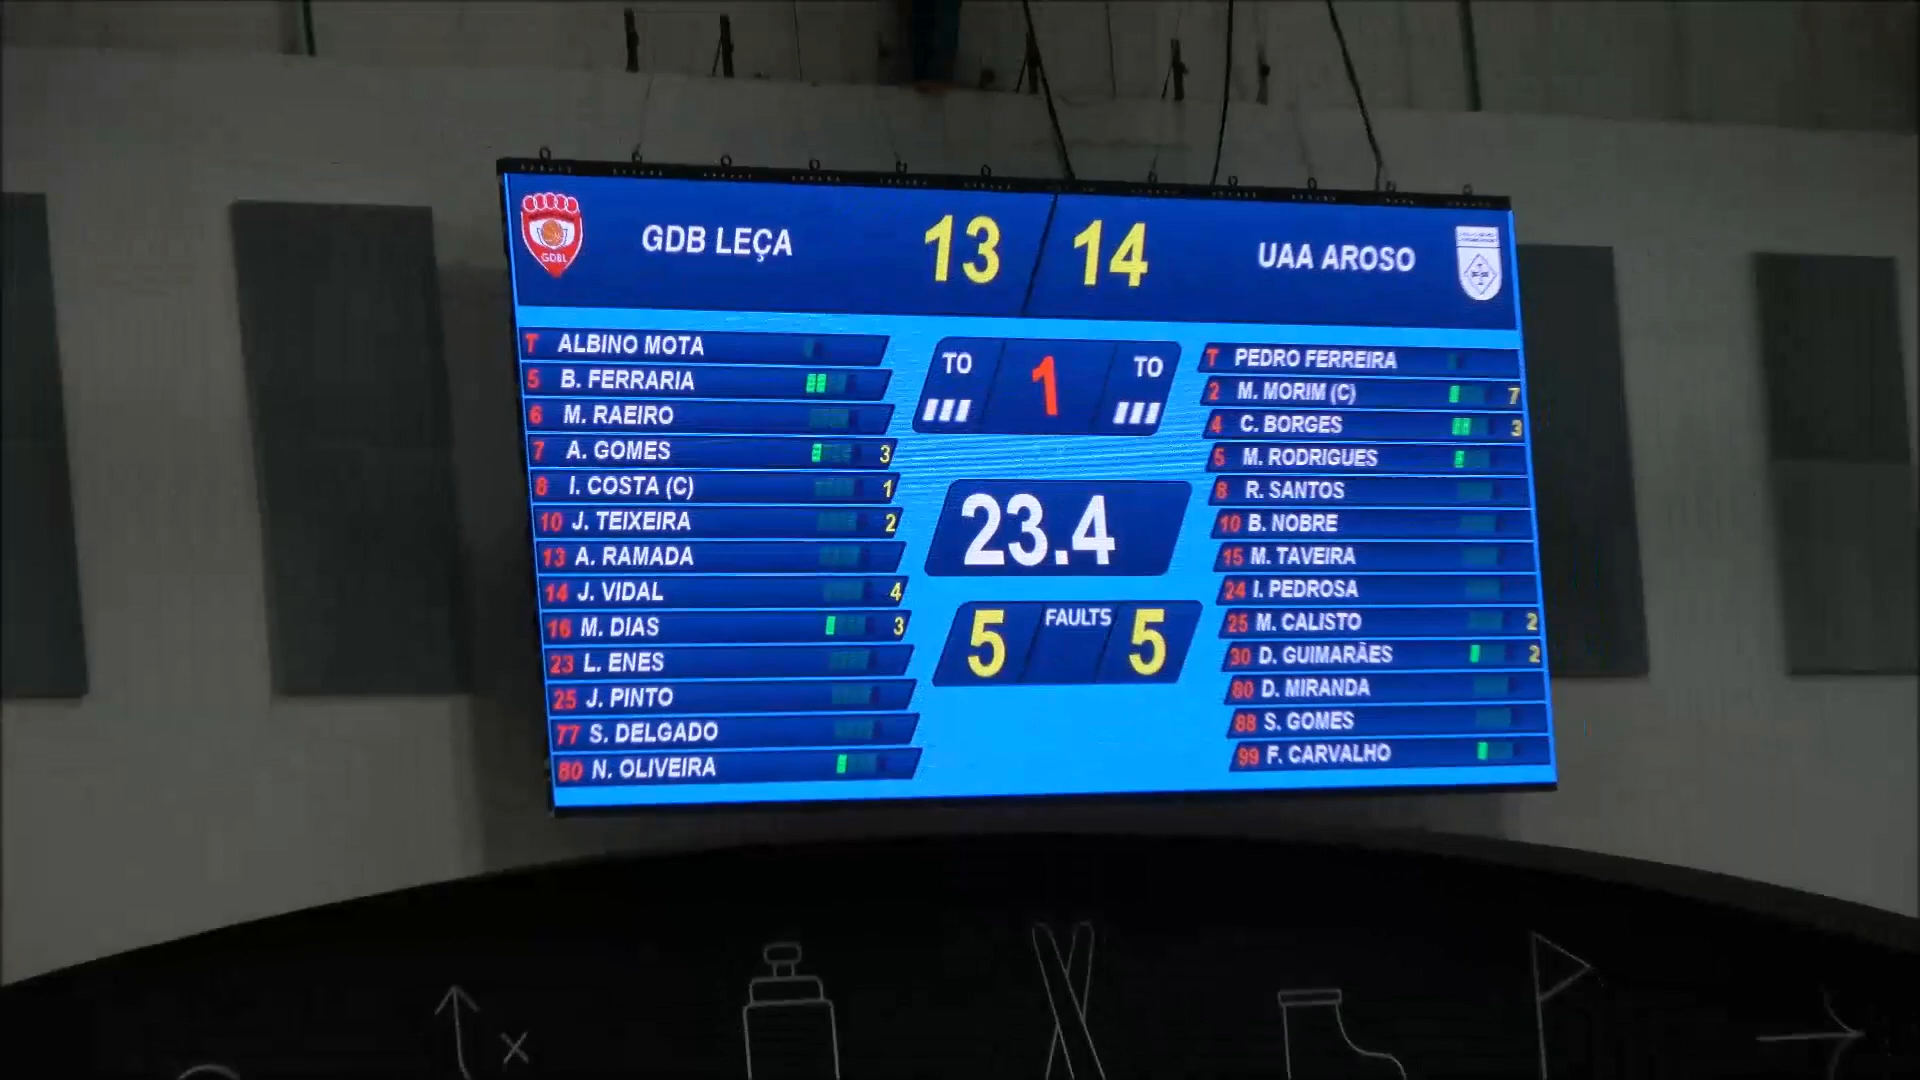 GDB LEÇA 13 14 UAA AROSO
GDBL
T ALBINO MOTA
5 B. FERRARIA
6 M. RAEIRO
7 A. GOMES 3
8 I. COSTA (C) 1
10 J. TEIXEIRA 2
13 A. RAMADA
14 J. VIDAL 4
16 M. DIAS 3
23 L. ENES
25 J. PINTO
77 S. DELGADO
80 N. OLIVEIRA
TO 1 TO
23.4
5 FAULTS 5
T PEDRO FERREIRA
2 M. MORIM (C) 7
4 C. BORGES 3
5 M. RODRIGUES
8 R. SANTOS
10 B. NOBRE
15 M. TAVEIRA
24 I. PEDROSA
25 M. CALISTO 2
30 D. GUIMARÃES 2
80 D. MIRANDA
88 S. GOMES
99 F. CARVALHO